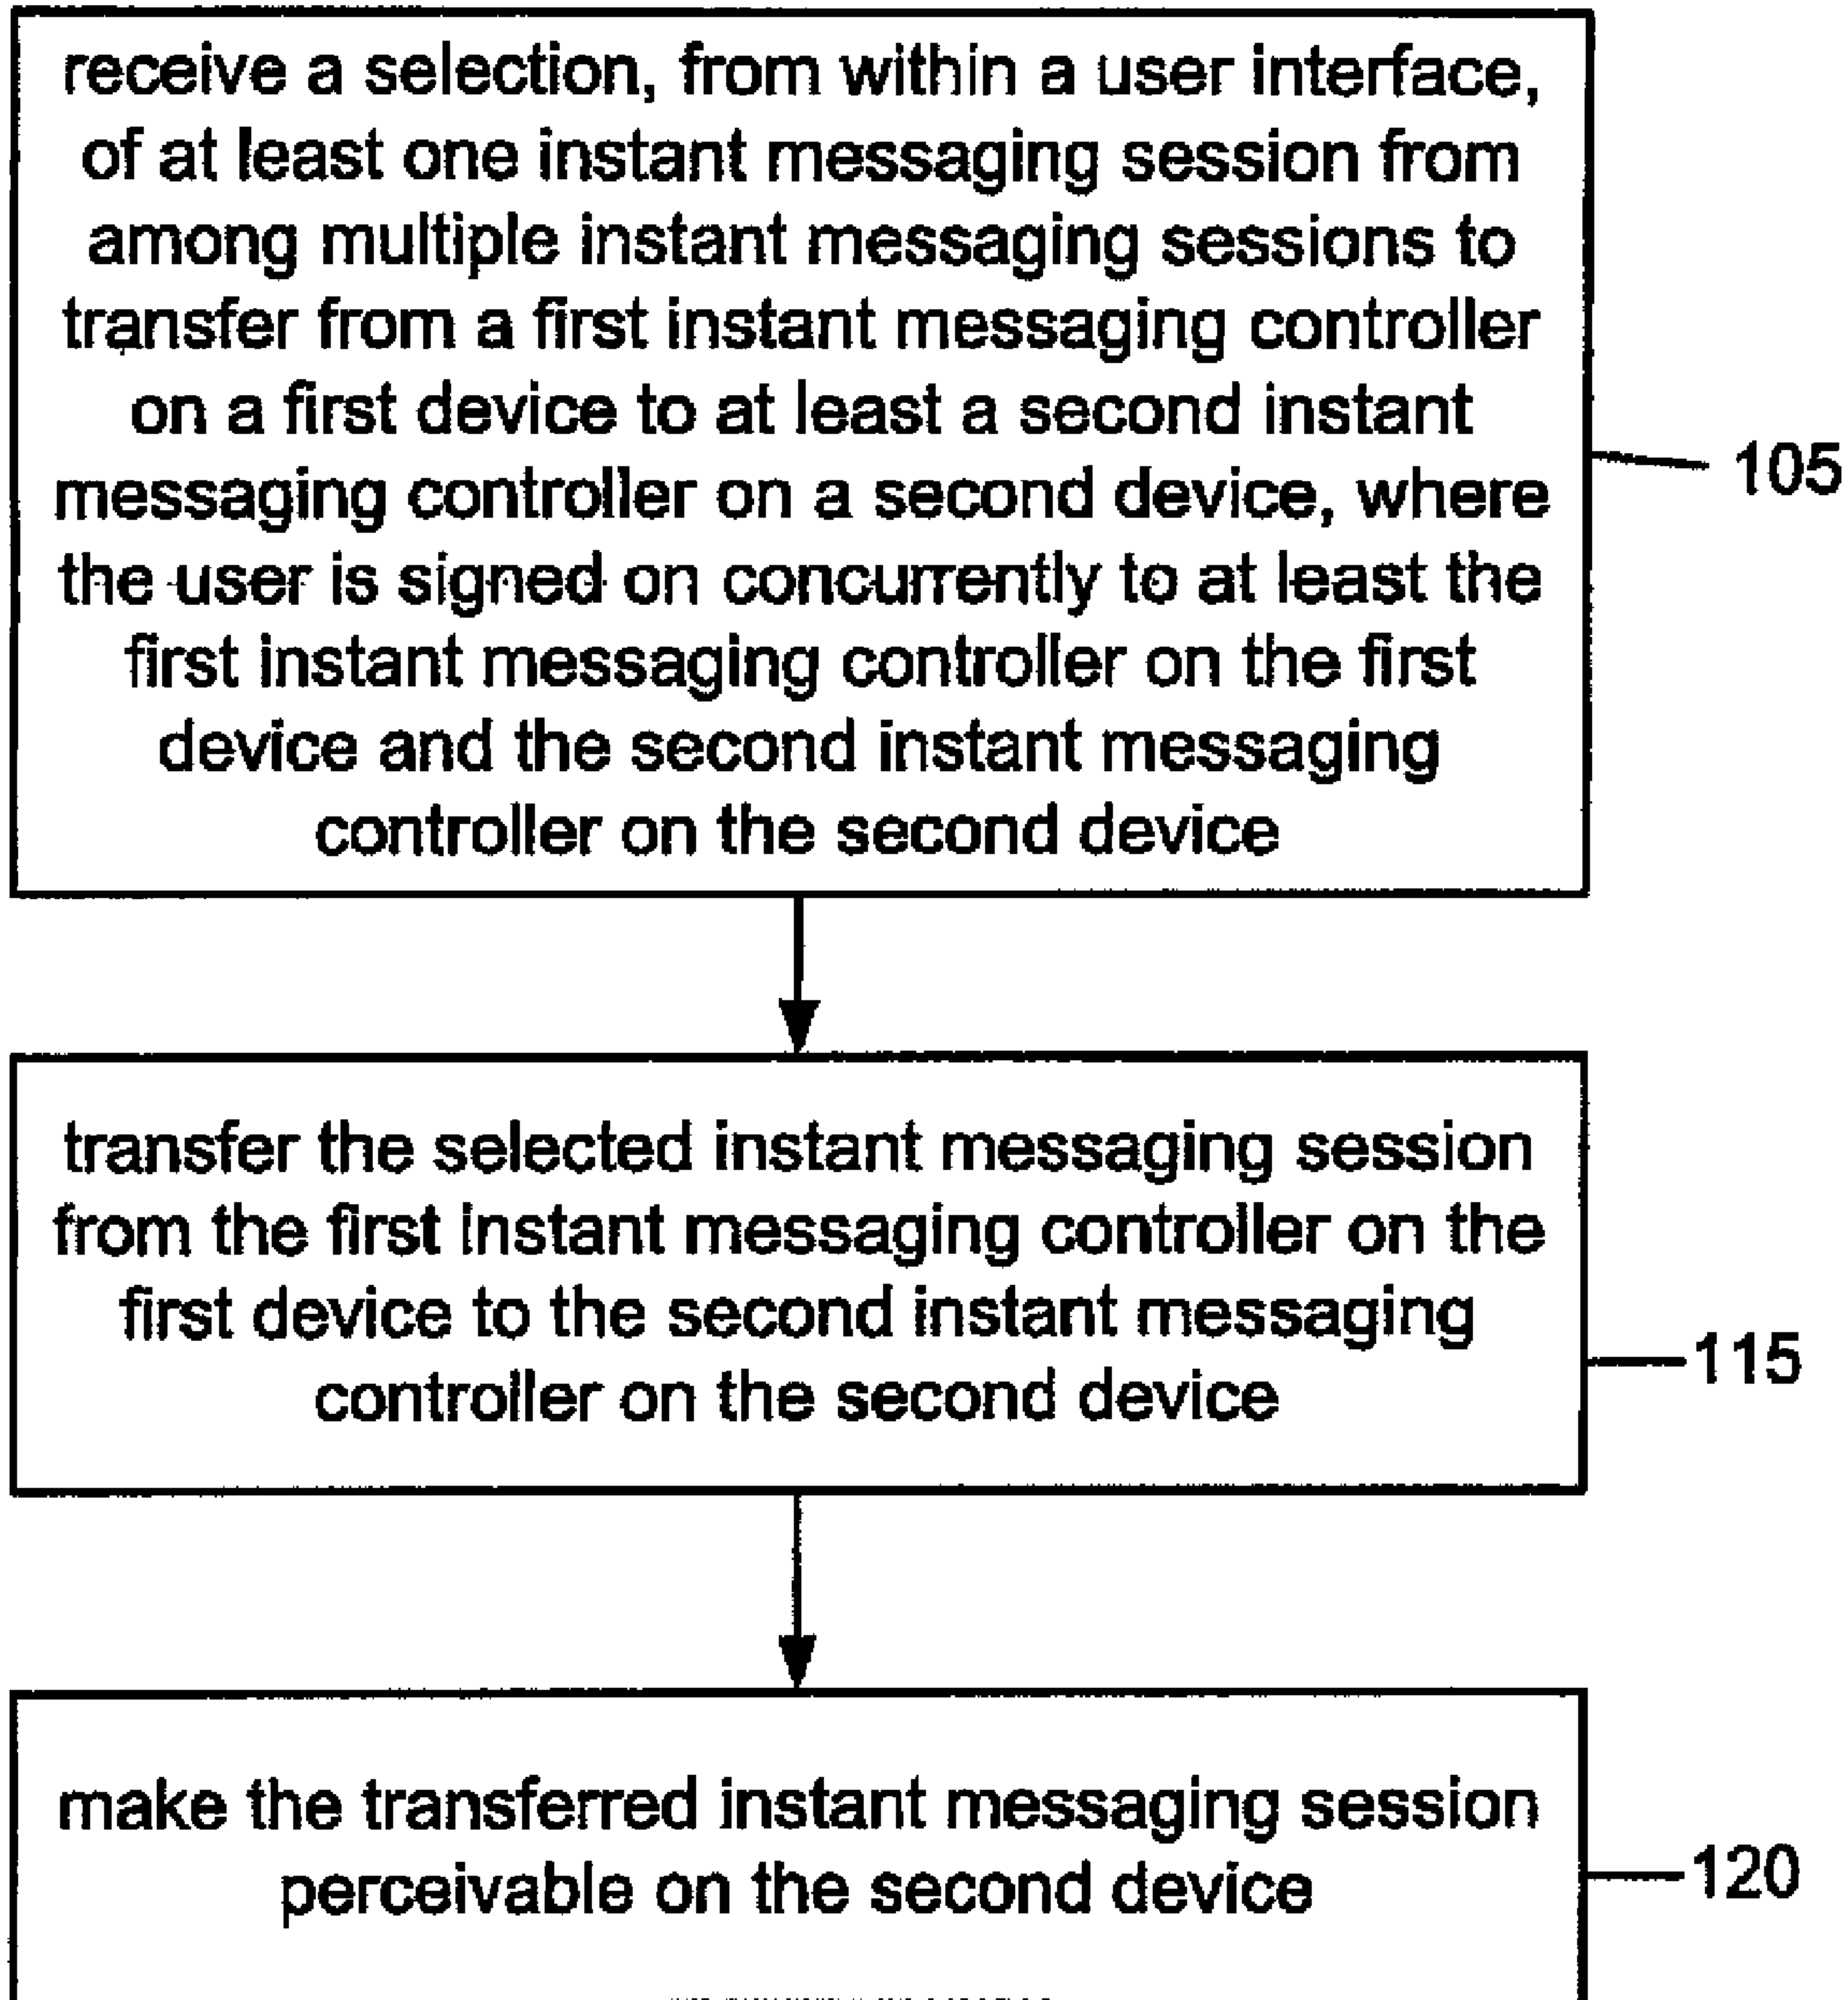 receive a selection, from within a user interface,
of at least one instant messaging session from
among multiple instant messaging sessions to
transfer from a first instant messaging controller
on a first device to at least a second instant
messaging controller on a second device, where
the user is signed on concurrently to at least the
first instant messaging controller on the first
device and the second instant messaging
controller on the second device
105
transfer the selected instant messaging session
from the first instant messaging controller on the
first device to the second instant messaging
controller on the second device
115
make the transferred instant messaging session
perceivable on the second device
120